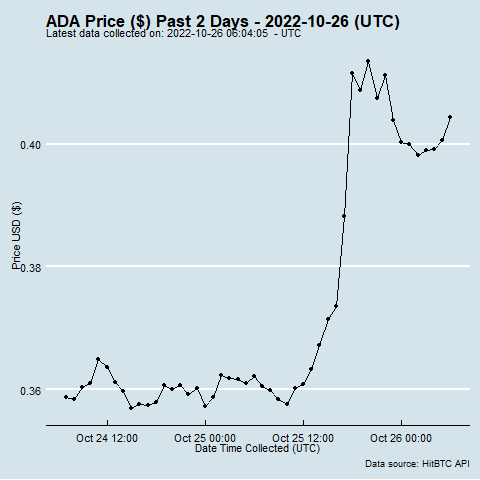 ADA Price ($) Past 2 Days - 2022-10-26 (UTC)
Latest data collected on: 2022-10-26 06:04:05 - UTC
Price USD ($)
0.40
0.38
0.36
Oct 24 12:00 Oct 25 00:00 Oct 25 12:00 Oct 26 00:00
Date Time Collected (UTC)
Data source: HitBTC API